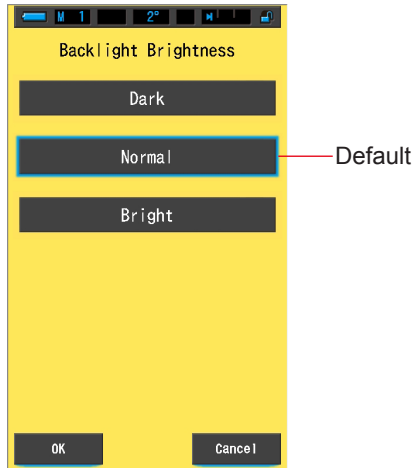 M 1 2°
Backlight Brightness
Dark
Normal
Default
Bright
OK Cancel